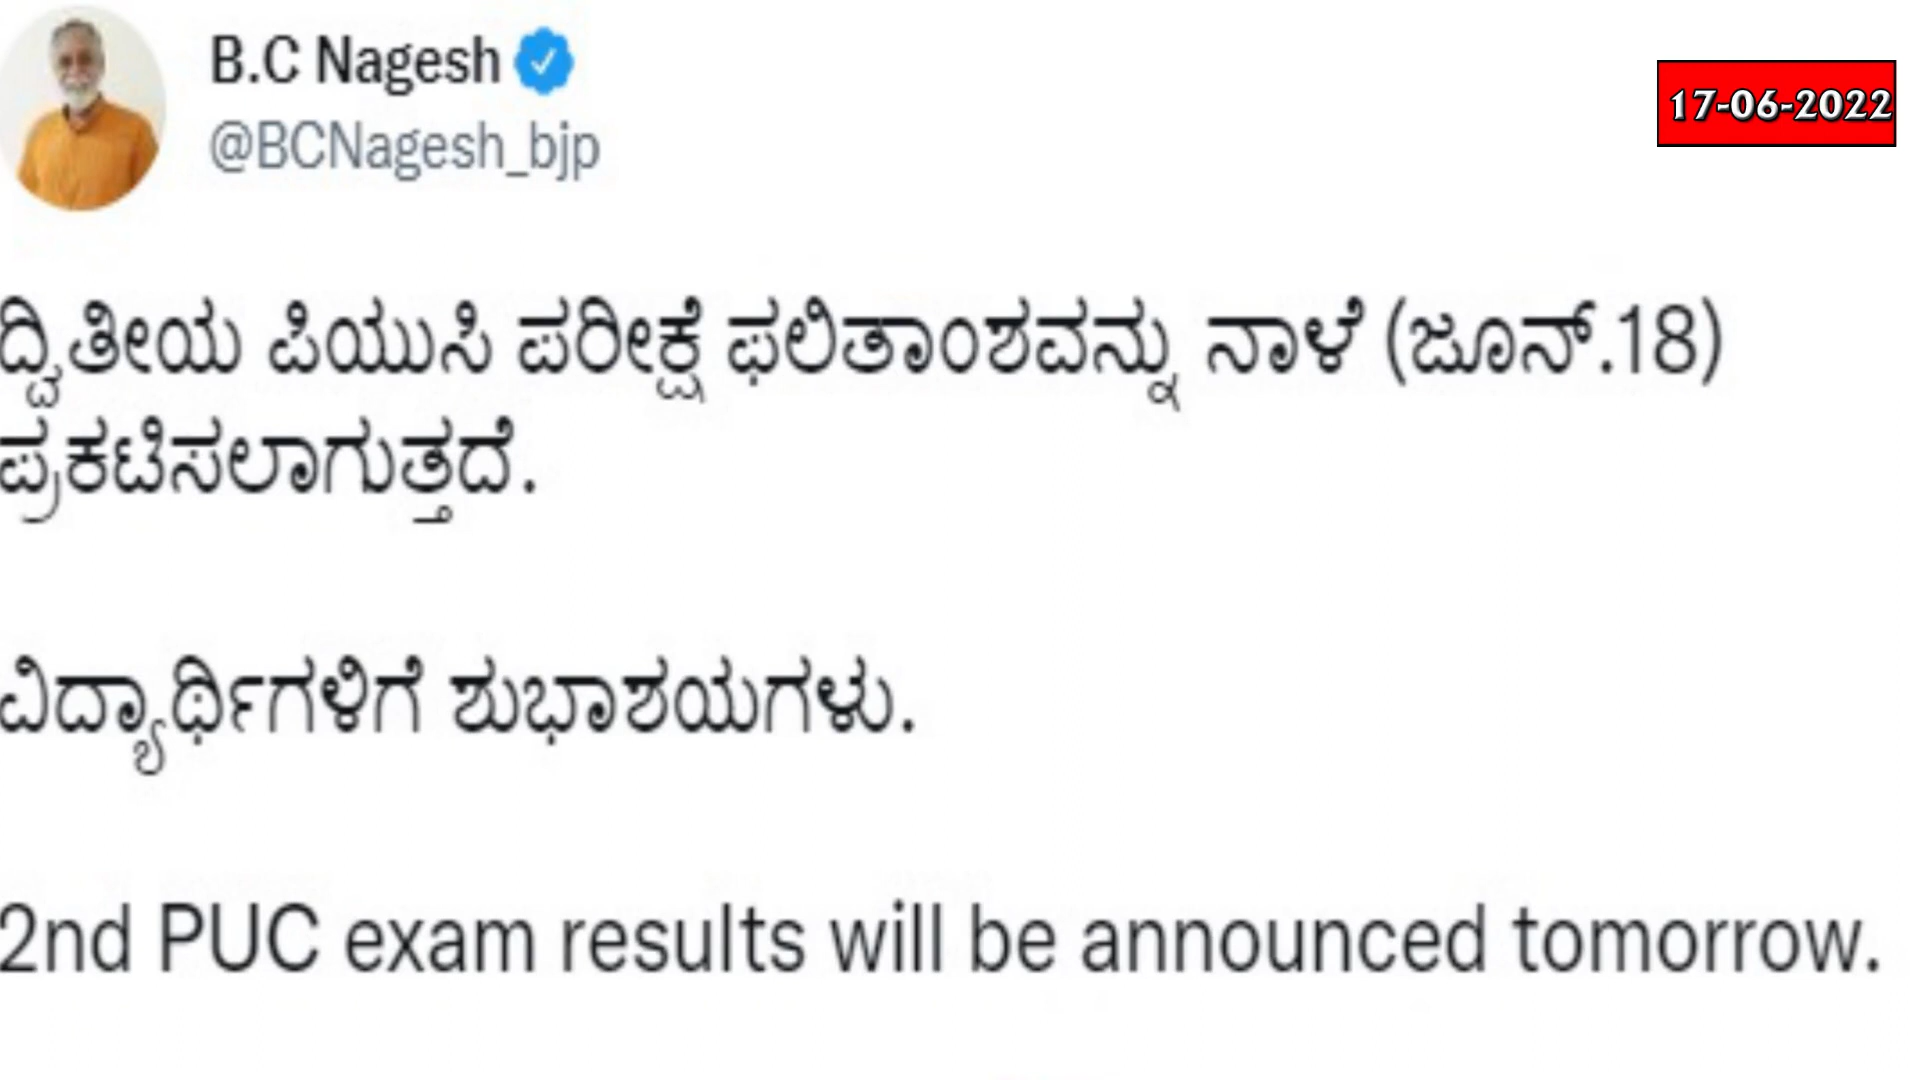 B.C Nagesh
@BCNagesh_bjp
17-06-2022
ದ್ವಿತೀಯ ಪಿಯುಸಿ ಪರೀಕ್ಷೆ ಫಲಿತಾಂಶವನ್ನು ನಾಳೆ (ಜೂನ್.18)
ಪ್ರಕಟಿಸಲಾಗುತ್ತದೆ.
ವಿದ್ಯಾರ್ಥಿಗಳಿಗೆ ಶುಭಾಶಯಗಳು.
2nd PUC exam results will be announced tomorrow.